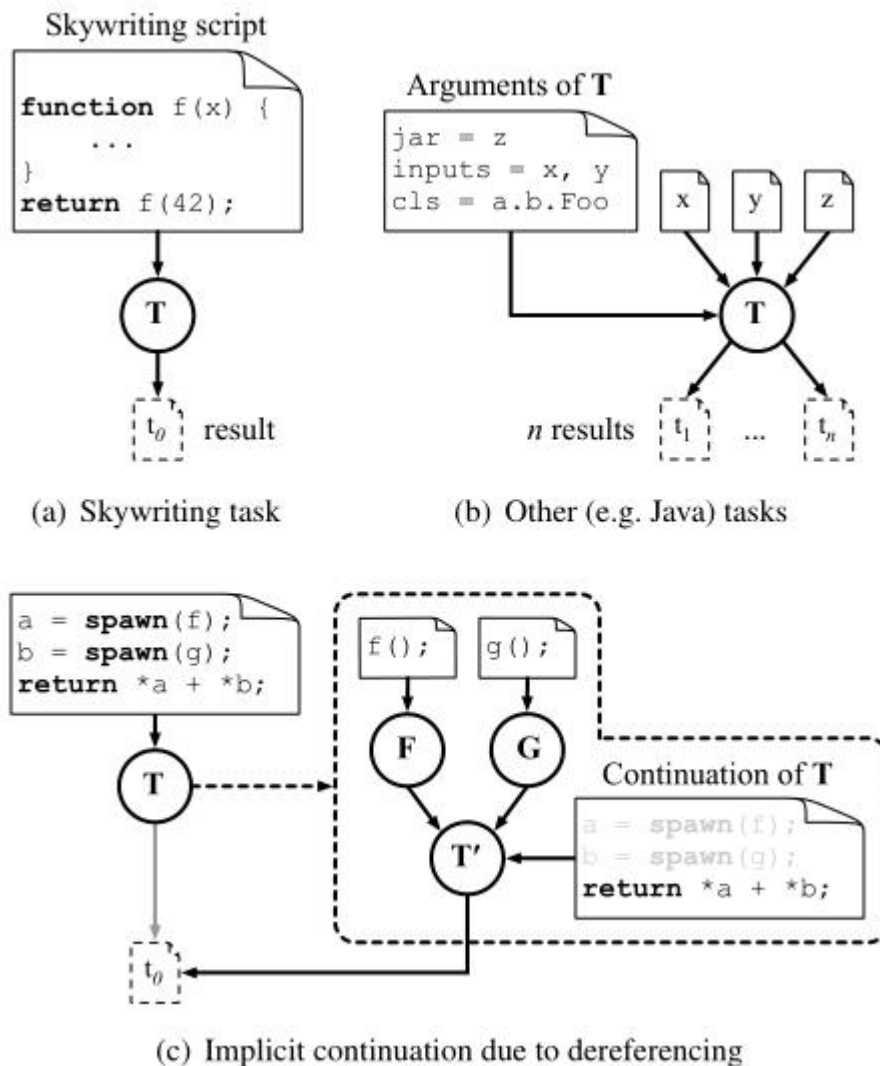 Skywriting script
function f(x) {
...
}
return f(42);
T
t0
result
(a) Skywriting task
Arguments of T
jar = z
inputs = x, y
cls = a.b.Foo
x
y
z
T
n results
t1
...
tn
(b) Other (e.g. Java) tasks
a = spawn(f);
b = spawn(g);
return *a + *b;
T
t0
f();
g();
F
G
T′
Continuation of T
a = spawn(f);
b = spawn(g);
return *a + *b;
(c) Implicit continuation due to dereferencing